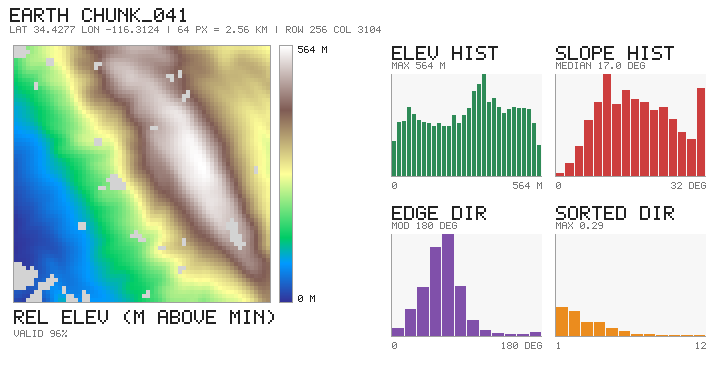 EARTH CHUNK_041
LAT 34.4277 LON -116.3124 | 64 PX = 2.56 KM | ROW 256 COL 3104
564 M
0 M
REL ELEV (M ABOVE MIN)
VALID 96%
ELEV HIST
MAX 564 M
0 564 M
SLOPE HIST
MEDIAN 17.0 DEG
0 32 DEG
EDGE DIR
MOD 180 DEG
0 180 DEG
SORTED DIR
MAX 0.29
1 12